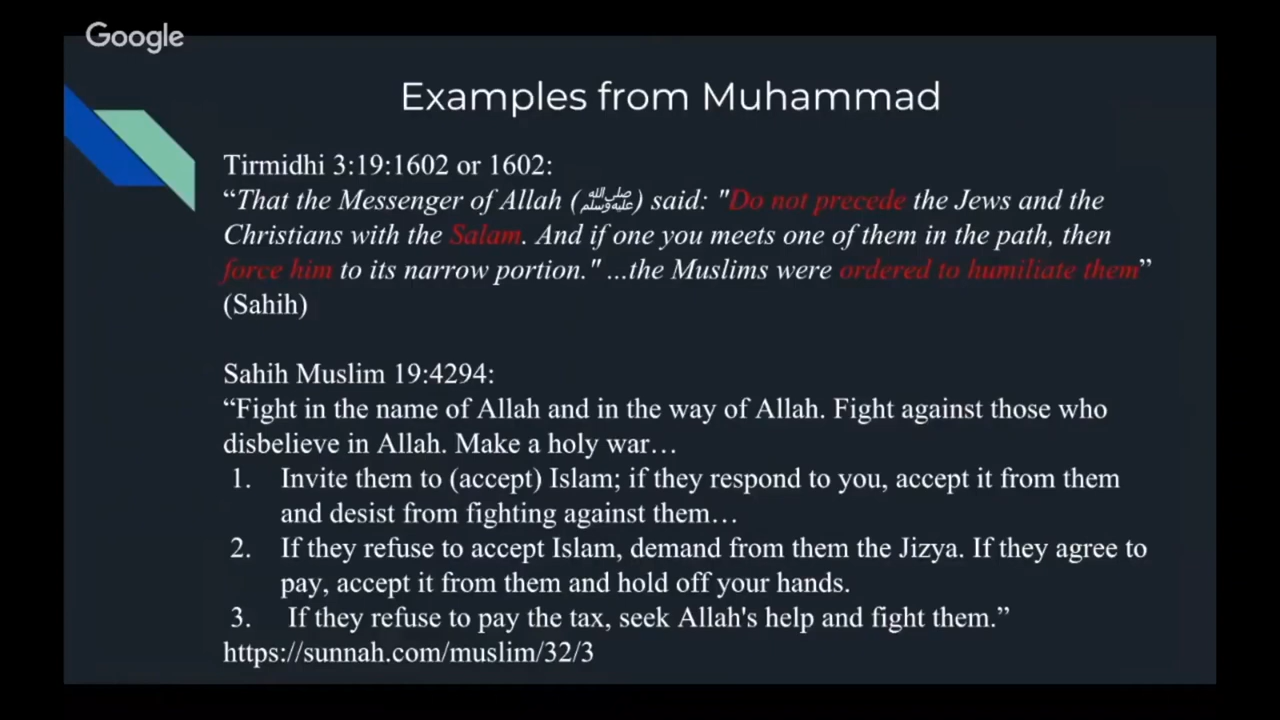 Google
Examples from Muhammad
Tirmidhi 3:19:1602 or 1602:
“That the Messenger of Allah (ﷺ) said: "Do not precede the Jews and the
Christians with the Salam. And if one you meets one of them in the path, then
force him to its narrow portion." ...the Muslims were ordered to humiliate them”
(Sahih)
Sahih Muslim 19:4294:
“Fight in the name of Allah and in the way of Allah. Fight against those who
disbelieve in Allah. Make a holy war…
1. Invite them to (accept) Islam; if they respond to you, accept it from them
and desist from fighting against them…
2. If they refuse to accept Islam, demand from them the Jizya. If they agree to
pay, accept it from them and hold off your hands.
3. If they refuse to pay the tax, seek Allah's help and fight them.”
https://sunnah.com/muslim/32/3